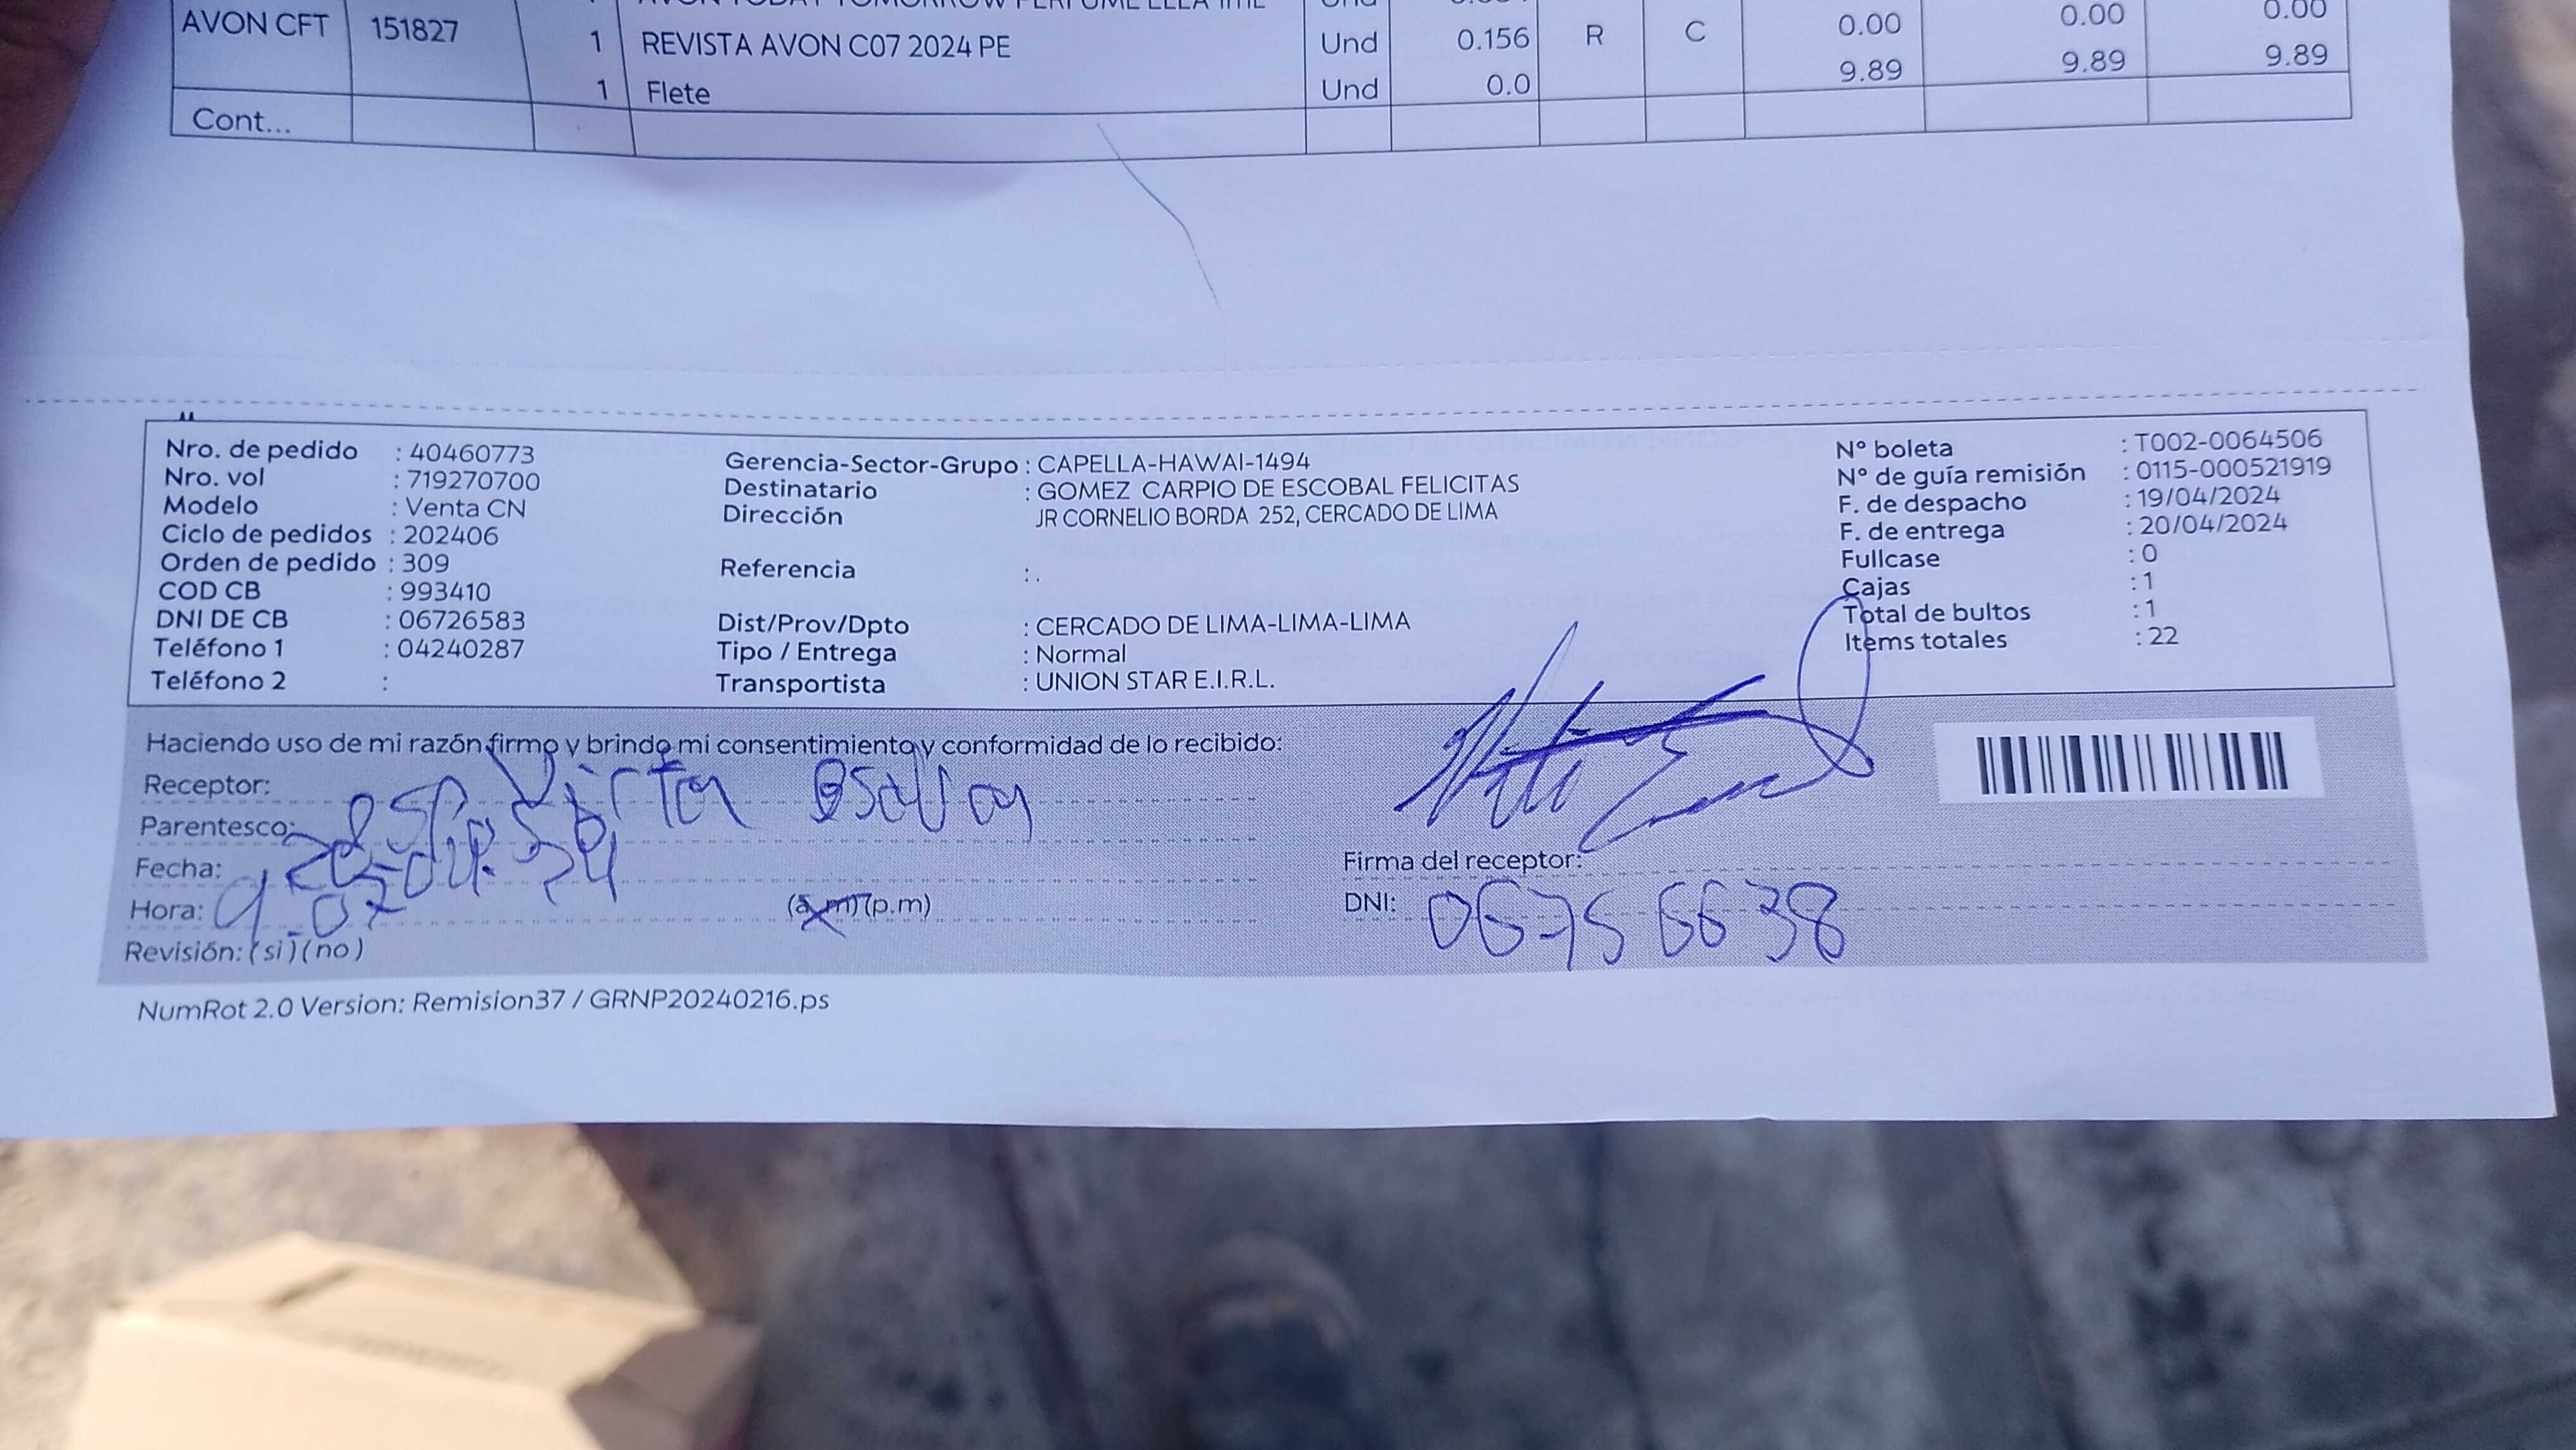 AVON CFT 151827
1 REVISTA AVON C07 2024 PE Und 0.156 R C 0.00 0.00 0.00
1 Flete Und 0.0 9.89 9.89 9.89
Cont...
Nro. de pedido : 40460773
Nro. vol : 719270700
Modelo : Venta CN
Ciclo de pedidos : 202406
Orden de pedido : 309
COD CB : 993410
DNI DE CB : 06726583
Teléfono 1 : 04240287
Teléfono 2 :
Gerencia-Sector-Grupo : CAPELLA-HAWAI-1494
Destinatario : GOMEZ CARPIO DE ESCOBAL FELICITAS
Dirección JR CORNELIO BORDA 252, CERCADO DE LIMA
Referencia : .
Dist/Prov/Dpto : CERCADO DE LIMA-LIMA-LIMA
Tipo / Entrega : Normal
Transportista : UNION STAR E.I.R.L.
N° boleta : T002-0064506
N° de guía remisión : 0115-000521919
F. de despacho : 19/04/2024
F. de entrega : 20/04/2024
Fullcase : 0
Cajas : 1
Total de bultos : 1
Items totales : 22
Haciendo uso de mi razón firmo y brindo mi consentimiento y conformidad de lo recibido:
Receptor:
Parentesco: esposo
Fecha: 20-04-24
Hora: 9.07 (a.m) (p.m)
Revisión: (si) (no)
Firma del receptor:
DNI: 06756638
NumRot 2.0 Version: Remision37 / GRNP20240216.ps